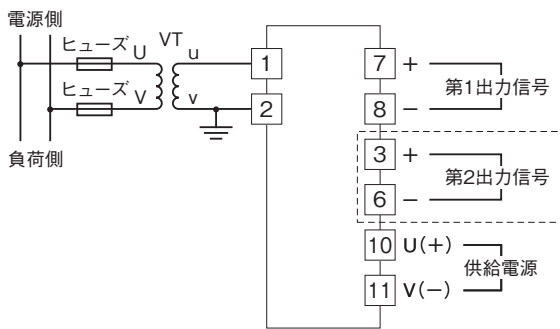 電源側
ヒューズ U VT u
1
7 +
第1出力信号
ヒューズ V v
2
8 −
負荷側
3 +
第2出力信号
6 −
10 U(+)
供給電源
11 V(−)